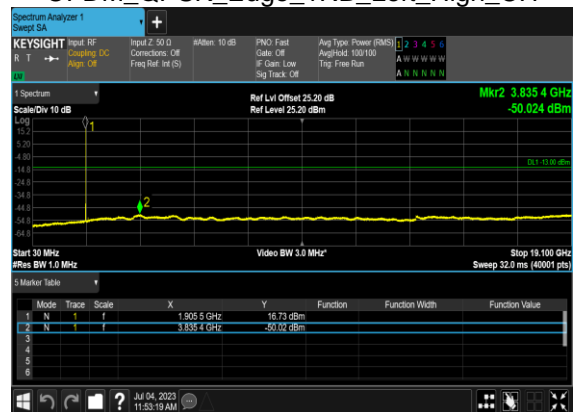 Spectrum Analyzer 1
Swept SA
KEYSIGHT Input: RF Input Z: 50 Ω #Atten: 10 dB PNO: Fast Avg Type: Power (RMS) 1 2 3 4 5 6
R T Coupling: DC Corrections: Off Gate: Off Avg|Hold: 100/100 A W W W W W
Align: Off Freq Ref: Int (S) IF Gain: Low Trig: Free Run
LW Sig Track: Off A N N N N N
1 Spectrum Ref Lvl Offset 25.20 dB Mkr2 3.835 4 GHz
Scale/Div 10 dB Ref Level 25.20 dBm -50.024 dBm
Log
15.2
5.20
-4.80
DL1 -13.00 dBm
-14.8
-24.8
-34.8
-44.8
-54.8
-64.8
1
2
Start 30 MHz Video BW 3.0 MHz* Stop 19.100 GHz
#Res BW 1.0 MHz Sweep 32.0 ms (40001 pts)
5 Marker Table
Mode Trace Scale X Y Function Function Width Function Value
1 N 1 f 1.905 5 GHz 16.73 dBm
2 N 1 f 3.835 4 GHz -50.02 dBm
3
4
5
6
? Jul 04, 2023
11:53:19 AM